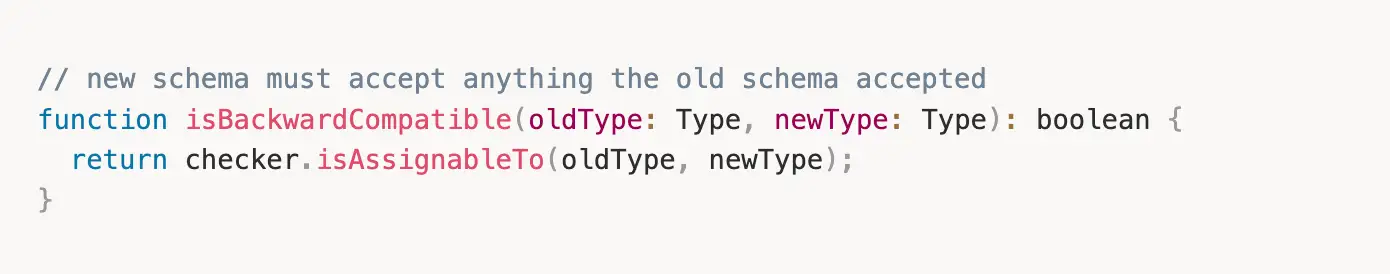 // new schema must accept anything the old schema accepted
function isBackwardCompatible(oldType: Type, newType: Type): boolean {
  return checker.isAssignableTo(oldType, newType);
}